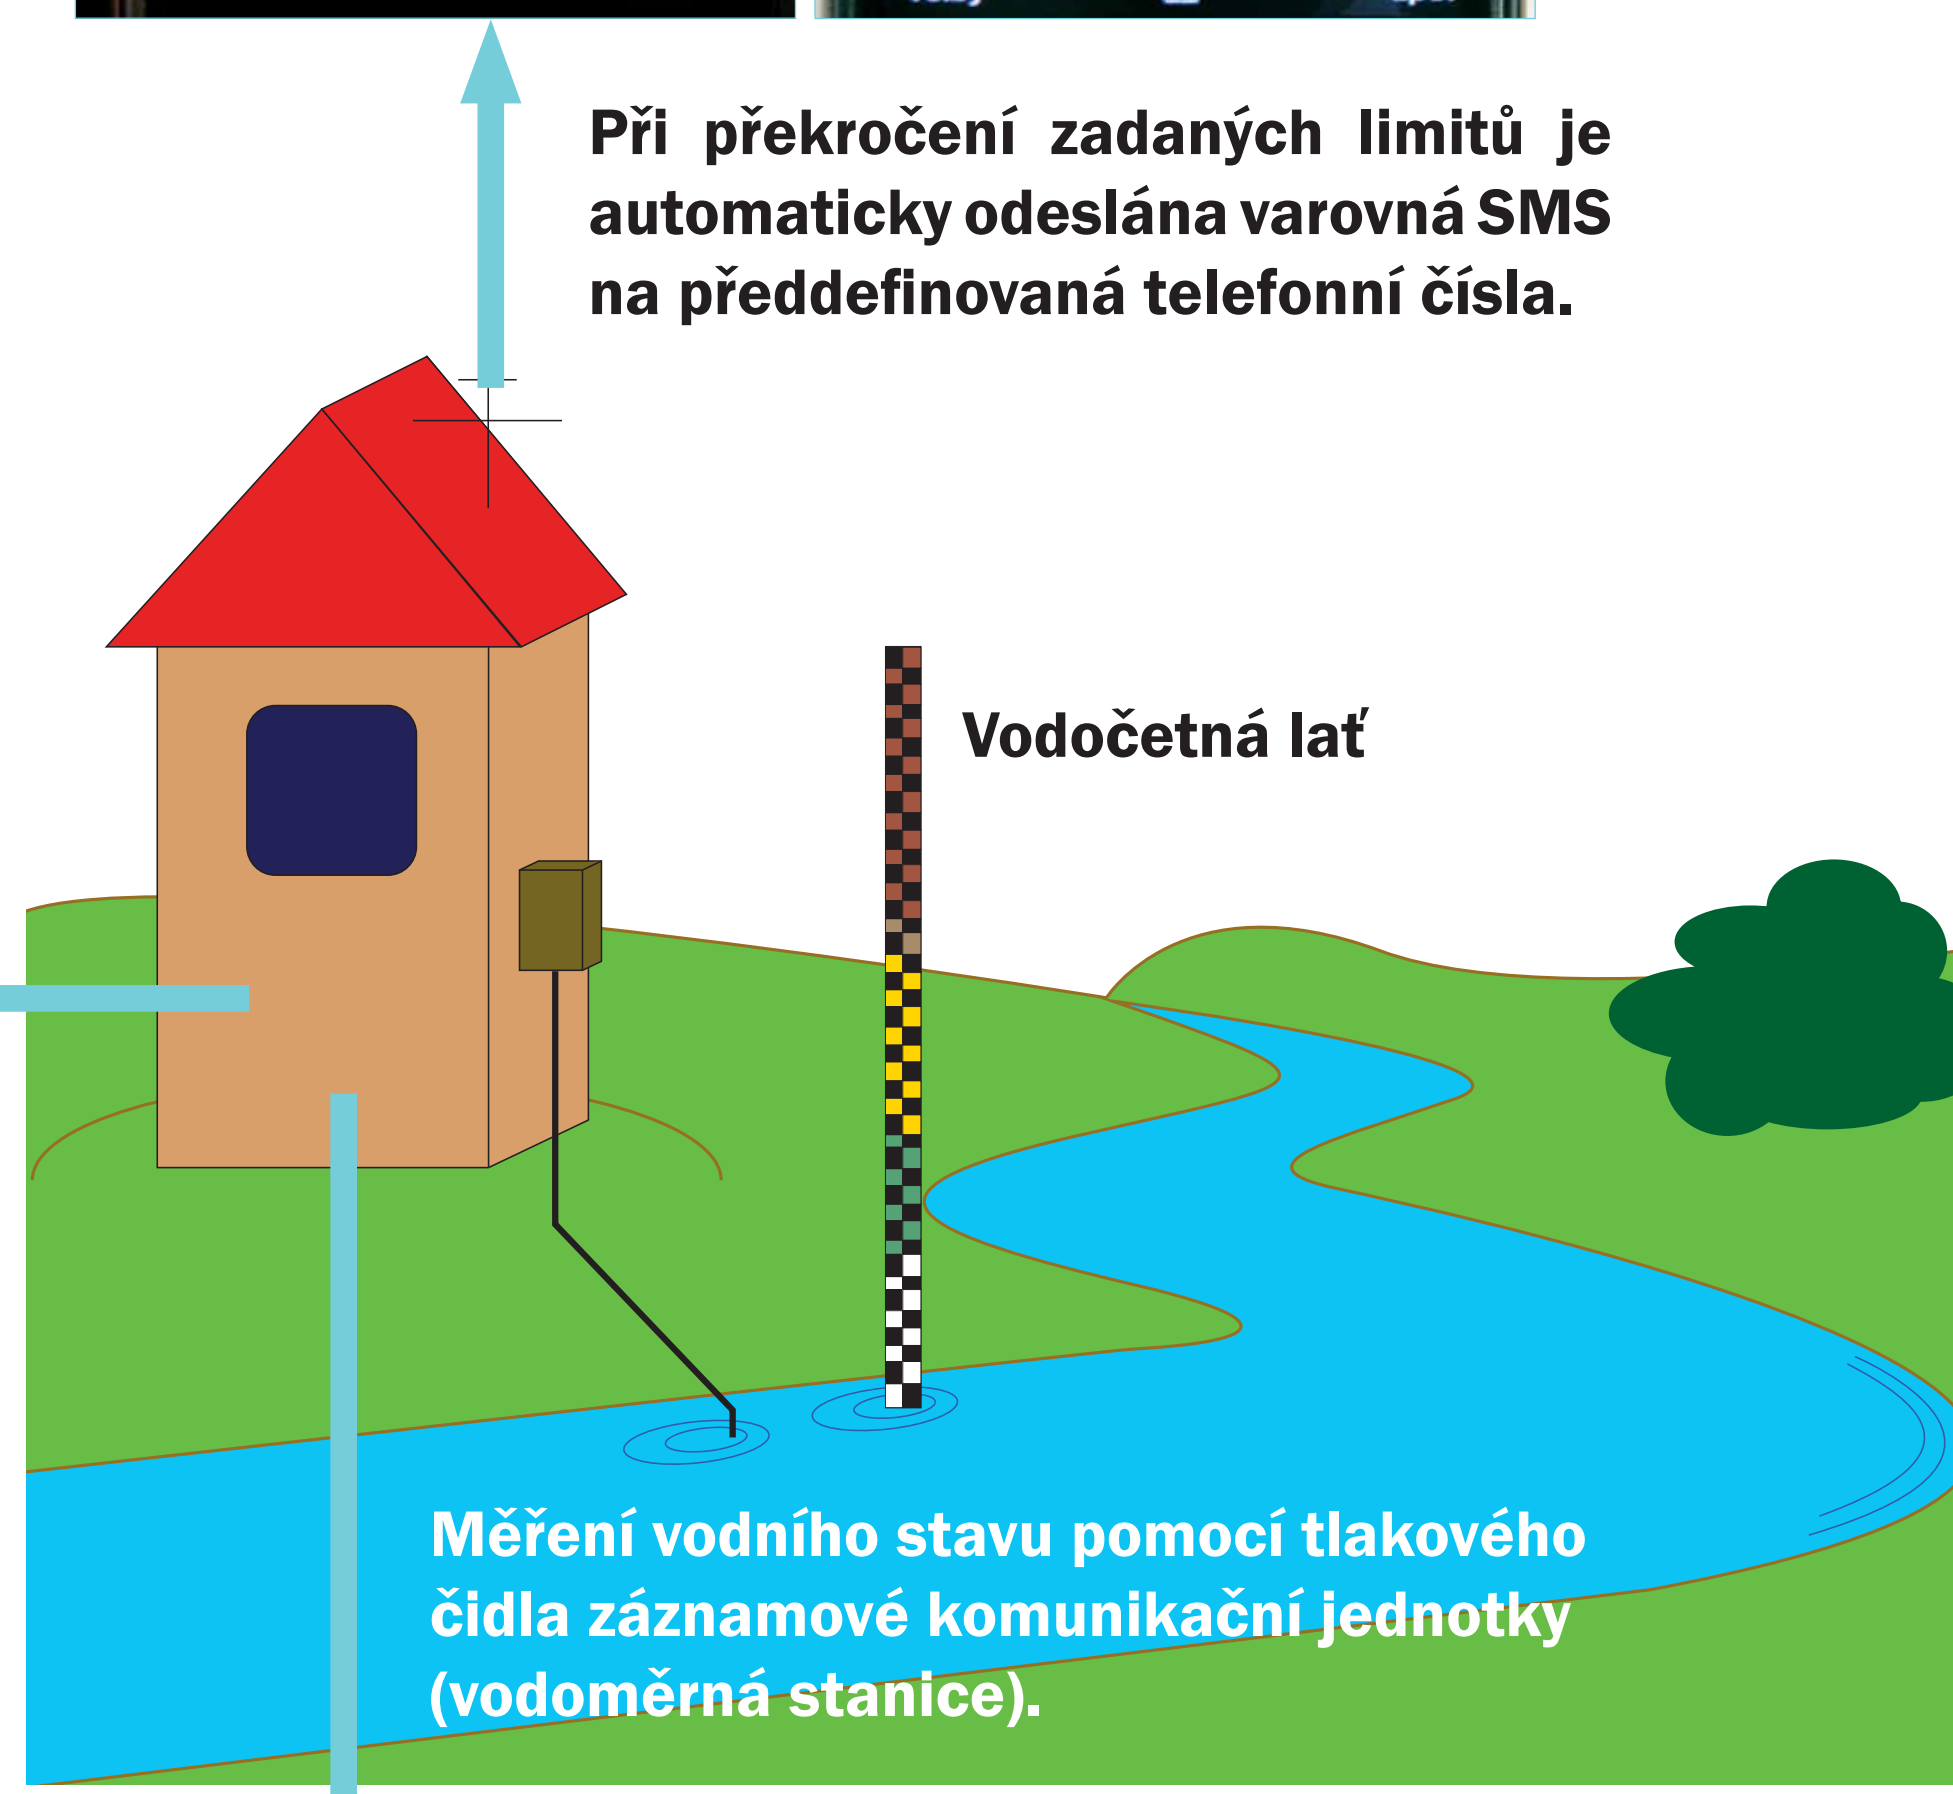 Při překročení zadaných limitů je
automaticky odeslána varovná SMS
na předdefinovaná telefonní čísla.
Vodočetná lať
Měření vodního stavu pomocí tlakového
čidla záznamové komunikační jednotky
(vodoměrná stanice).